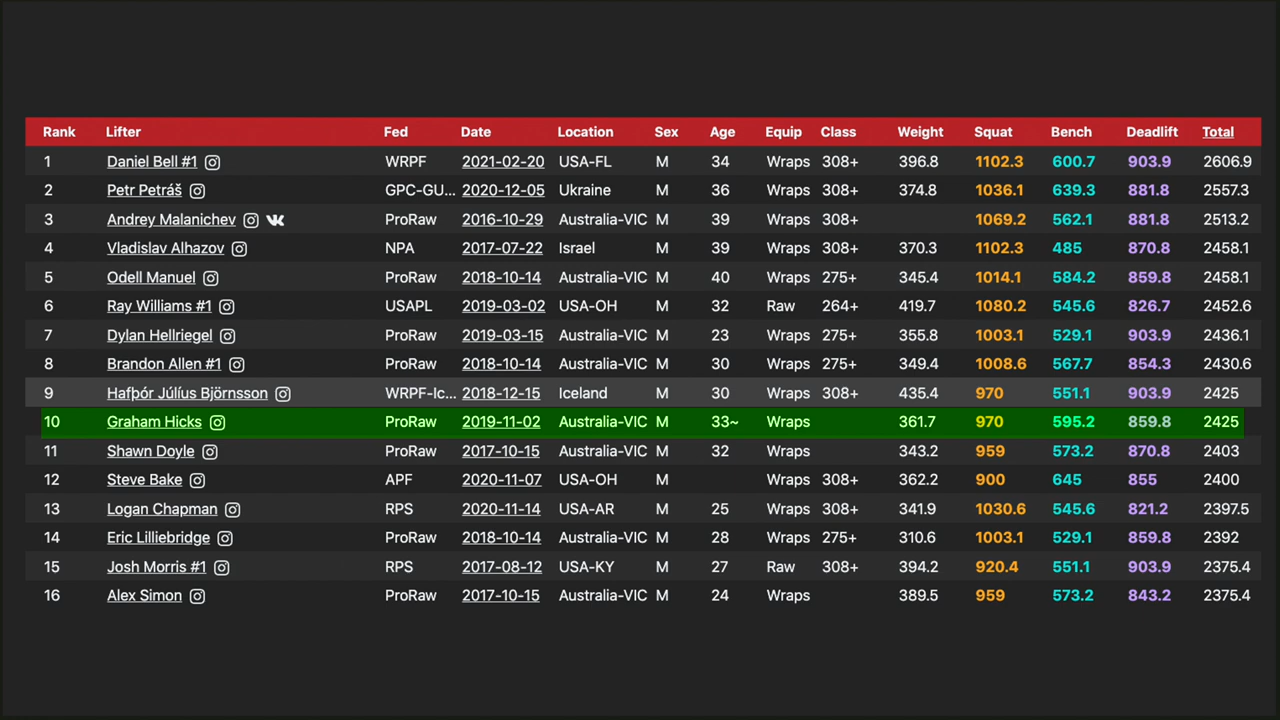 Rank Lifter Fed Date Location Sex Age Equip Class Weight Squat Bench Deadlift Total
1 Daniel Bell #1 WRPF 2021-02-20 USA-FL M 34 Wraps 308+ 396.8 1102.3 600.7 903.9 2606.9
2 Petr Petráš GPC-GU... 2020-12-05 Ukraine M 36 Wraps 308+ 374.8 1036.1 639.3 881.8 2557.3
3 Andrey Malanichev ProRaw 2016-10-29 Australia-VIC M 39 Wraps 308+ 1069.2 562.1 881.8 2513.2
4 Vladislav Alhazov NPA 2017-07-22 Israel M 39 Wraps 308+ 370.3 1102.3 485 870.8 2458.1
5 Odell Manuel ProRaw 2018-10-14 Australia-VIC M 40 Wraps 275+ 345.4 1014.1 584.2 859.8 2458.1
6 Ray Williams #1 USAPL 2019-03-02 USA-OH M 32 Raw 264+ 419.7 1080.2 545.6 826.7 2452.6
7 Dylan Hellriegel ProRaw 2019-03-15 Australia-VIC M 23 Wraps 275+ 355.8 1003.1 529.1 903.9 2436.1
8 Brandon Allen #1 ProRaw 2018-10-14 Australia-VIC M 30 Wraps 275+ 349.4 1008.6 567.7 854.3 2430.6
9 Hafþór Júlíus Björnsson WRPF-Ic... 2018-12-15 Iceland M 30 Wraps 308+ 435.4 970 551.1 903.9 2425
10 Graham Hicks ProRaw 2019-11-02 Australia-VIC M 33~ Wraps 361.7 970 595.2 859.8 2425
11 Shawn Doyle ProRaw 2017-10-15 Australia-VIC M 32 Wraps 343.2 959 573.2 870.8 2403
12 Steve Bake APF 2020-11-07 USA-OH M Wraps 308+ 362.2 900 645 855 2400
13 Logan Chapman RPS 2020-11-14 USA-AR M 25 Wraps 308+ 341.9 1030.6 545.6 821.2 2397.5
14 Eric Lilliebridge ProRaw 2018-10-14 Australia-VIC M 28 Wraps 275+ 310.6 1003.1 529.1 859.8 2392
15 Josh Morris #1 RPS 2017-08-12 USA-KY M 27 Raw 308+ 394.2 920.4 551.1 903.9 2375.4
16 Alex Simon ProRaw 2017-10-15 Australia-VIC M 24 Wraps 389.5 959 573.2 843.2 2375.4